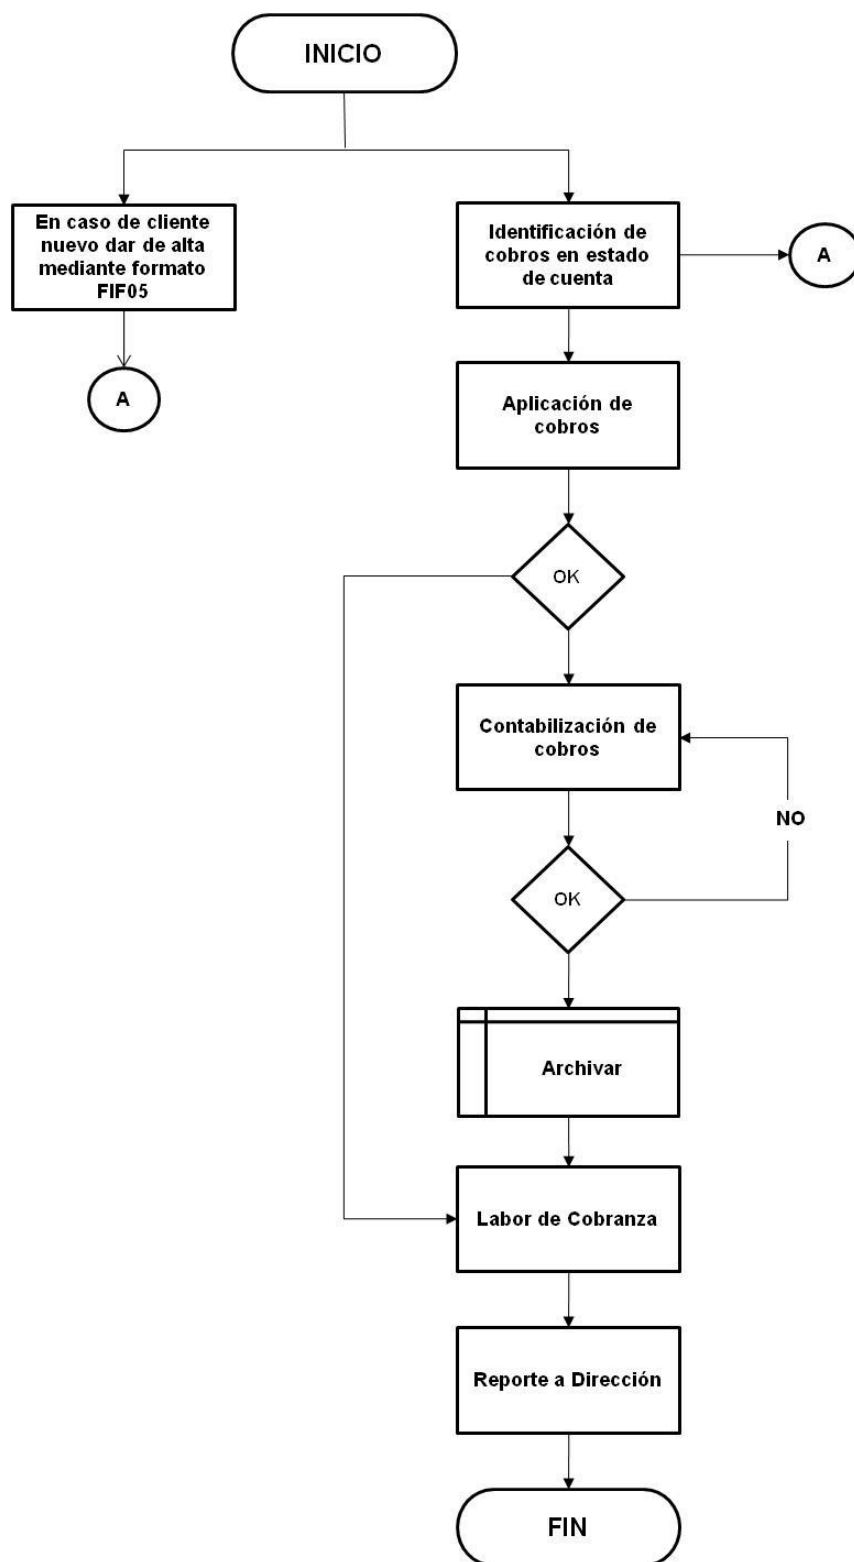 INICIO
En caso de cliente
nuevo dar de alta
mediante formato
FIF05
Identificación de
cobros en estado
de cuenta
A
A
Aplicación de
cobros
OK
Contabilización de
cobros
NO
OK
Archivar
Labor de Cobranza
Reporte a Dirección
FIN